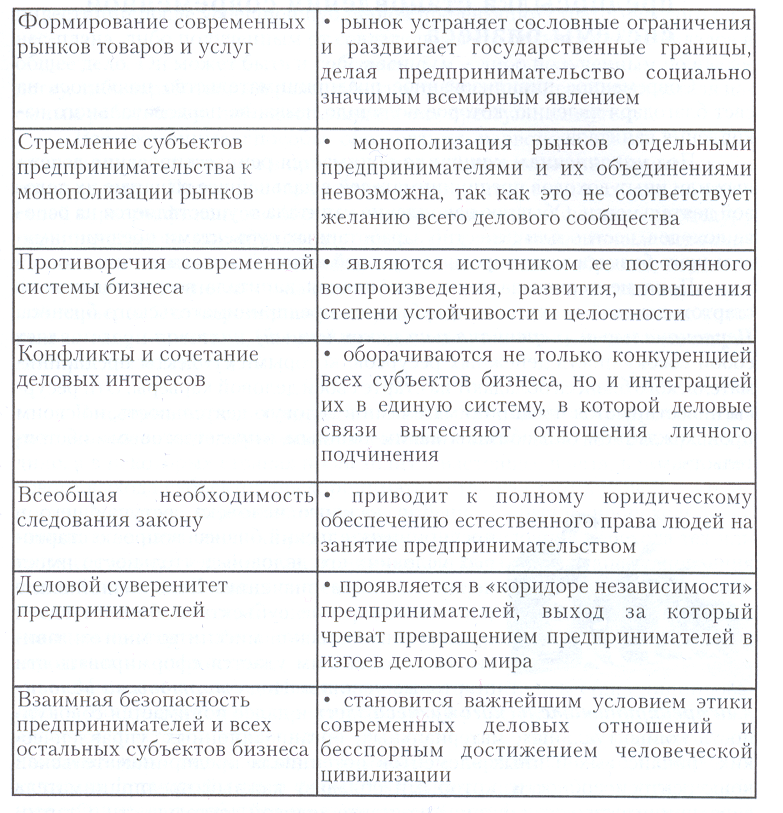 Формирование современных
рынков товаров и услуг
• рынок устраняет сословные ограничения
и раздвигает государственные границы,
делая предпринимательство социально
значимым всемирным явлением
Стремление субъектов
предпринимательства к
монополизации рынков
• монополизация рынков отдельными
предпринимателями и их объединениями
невозможна, так как это не соответствует
желанию всего делового сообщества
Противоречия современной
системы бизнеса
• являются источником ее постоянного
воспроизведения, развития, повышения
степени устойчивости и целостности
Конфликты и сочетание
деловых интересов
• оборачиваются не только конкуренцией
всех субъектов бизнеса, но и интеграцией
их в единую систему, в которой деловые
связи вытесняют отношения личного
подчинения
Всеобщая необходимость
следования закону
• приводит к полному юридическому
обеспечению естественного права людей на
занятие предпринимательством
Деловой суверенитет
предпринимателей
• проявляется в «коридоре независимости»
предпринимателей, выход за который
чреват превращением предпринимателей в
изгоев делового мира
Взаимная безопасность
предпринимателей и всех
остальных субъектов бизнеса
• становится важнейшим условием этики
современных деловых отношений и
бесспорным достижением человеческой
цивилизации